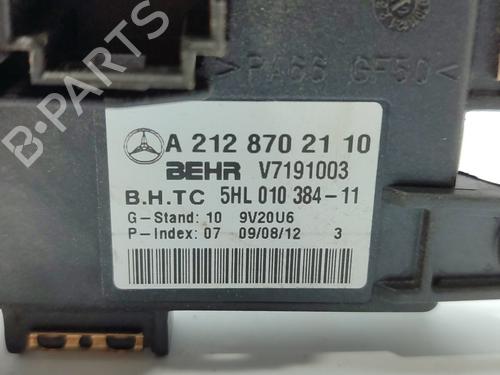 >PA66 GF50<
A 212 870 21 10
BEHR V7191003
B.H.TC 5HL 010 384-11
G-Stand: 10 9V20U6
P-Index: 07 09/08/12 3
B-PARTS